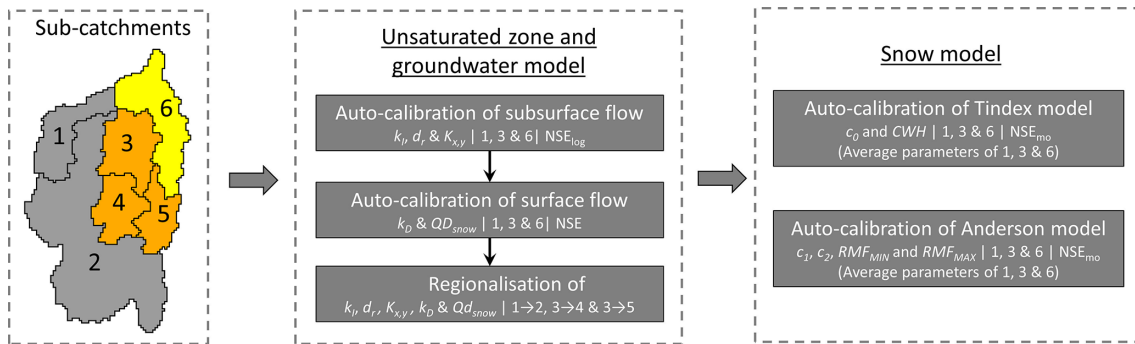 Sub-catchments
1
6
3
4
5
2
Unsaturated zone and
groundwater model
Auto-calibration of subsurface flow
kI, dr, & Kx,y | 1, 3 & 6| NSElog
Auto-calibration of surface flow
kD & QDsnow | 1, 3 & 6| NSE
Regionalisation of
kI, dr , Kx,y , kD & Qdsnow | 1→2, 3→4 & 3→5
Snow model
Auto-calibration of Tindex model
c0 and CWH | 1, 3 & 6 | NSEmo
(Average parameters of 1, 3 & 6)
Auto-calibration of Anderson model
c1, c2, RMFMIN and RMFMAX | 1, 3 & 6 | NSEmo
(Average parameters of 1, 3 & 6)